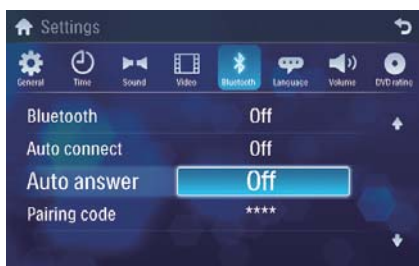 Settings
General Time Sound Video Bluetooth Language Volume DVD rating
Bluetooth Off
Auto connect Off
Auto answer Off
Pairing code ****